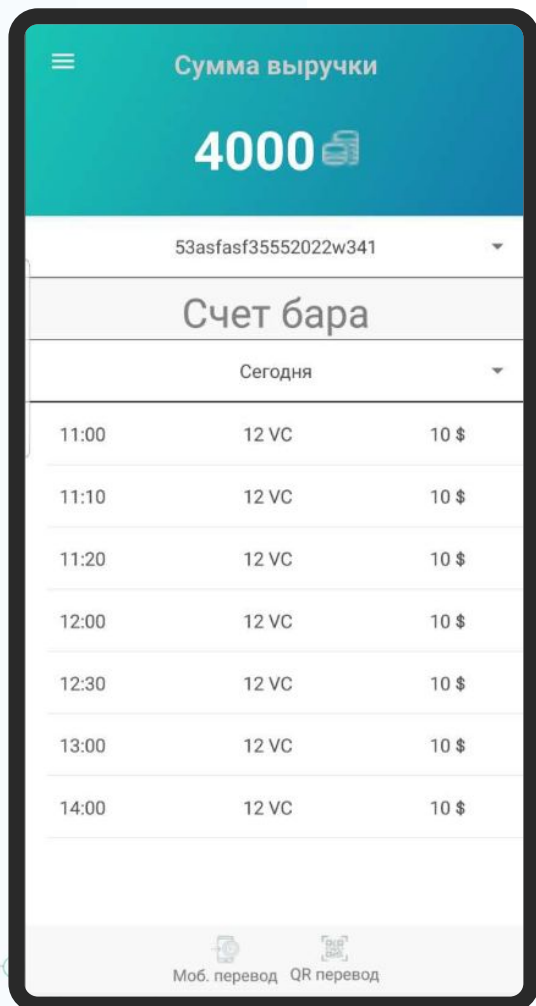 Сумма выручки
4000
53asfasf35552022w341
Счет бара
Сегодня
11:00 12 VC 10 $
11:10 12 VC 10 $
11:20 12 VC 10 $
12:00 12 VC 10 $
12:30 12 VC 10 $
13:00 12 VC 10 $
14:00 12 VC 10 $
Моб. перевод QR перевод